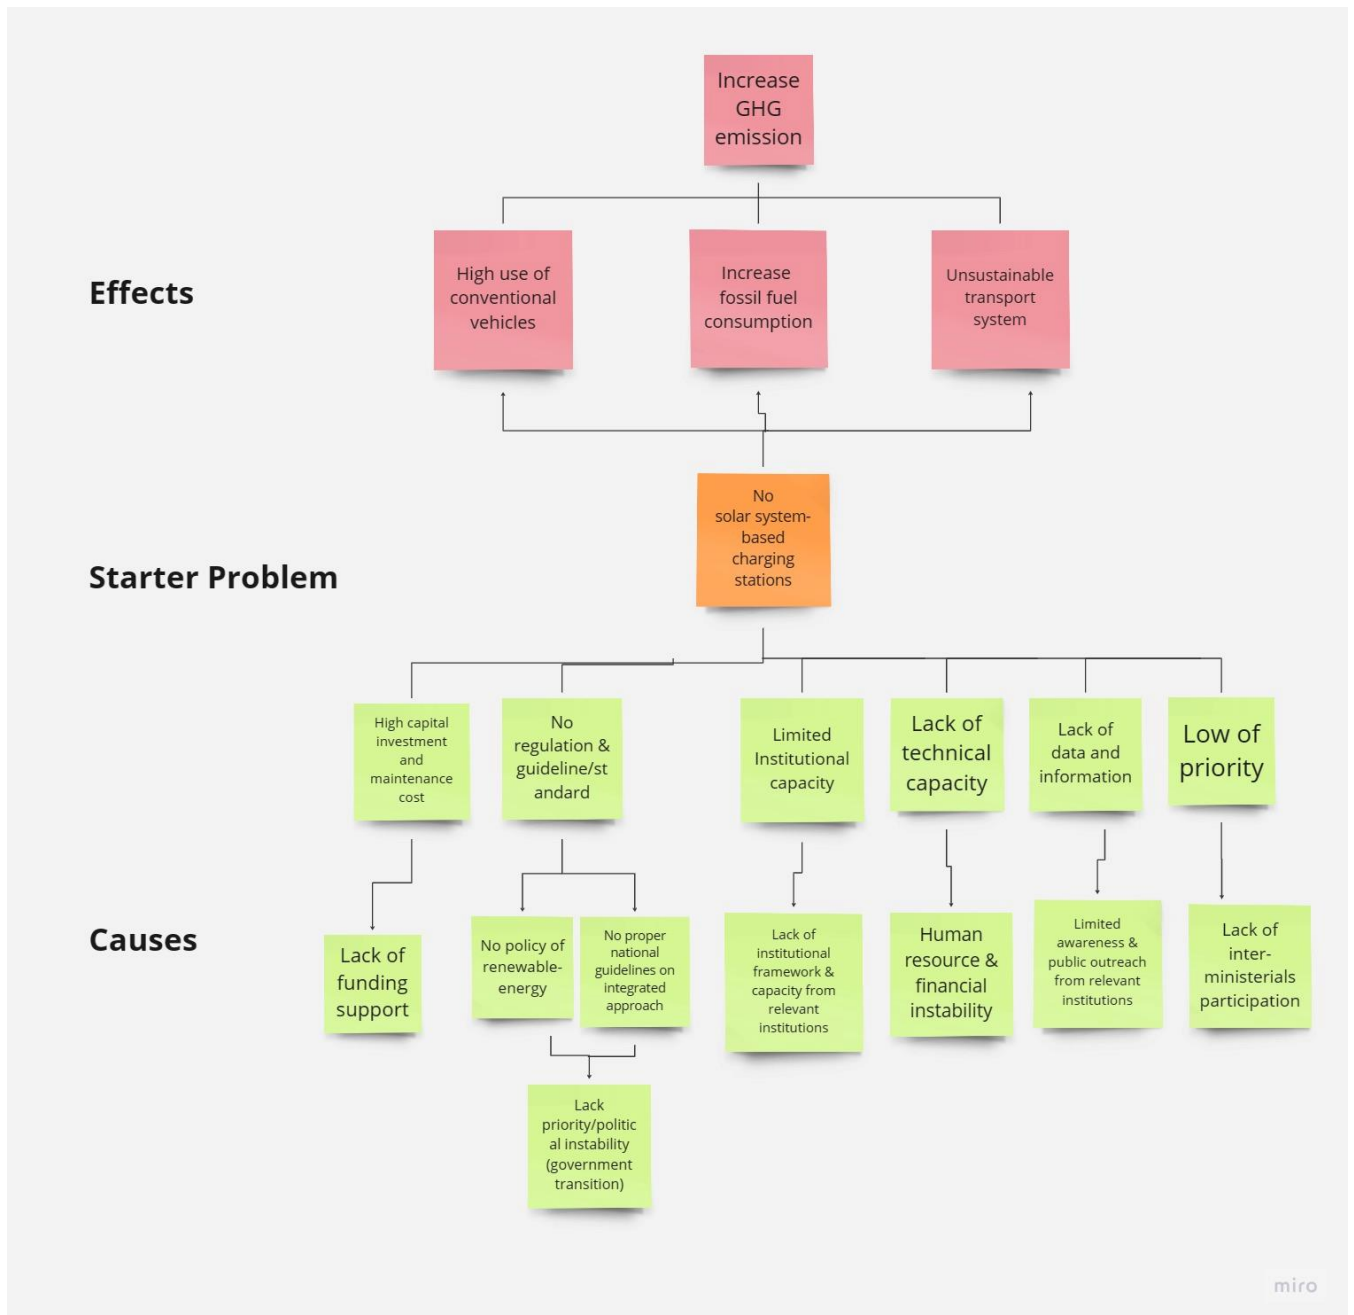 Increase
GHG
emission
Effects
High use of
conventional
vehicles
Increase
fossil fuel
consumption
Unsustainable
transport
system
Starter Problem
No
solar system-
based
charging
stations
High capital
investment
and
maintenance
cost
No
regulation &
guideline/st
andard
Limited
Institutional
capacity
Lack of
technical
capacity
Lack of
data and
information
Low of
priority
Causes
Lack of
funding
support
No policy of
renewable-
energy
No proper
national
guidelines on
integrated
approach
Lack of
institutional
framework &
capacity from
relevant
institutions
Human
resource &
financial
instability
Limited
awareness &
public outreach
from relevant
institutions
Lack of
inter-
ministerials
participation
Lack
priority/politic
al instability
(government
transition)
miro